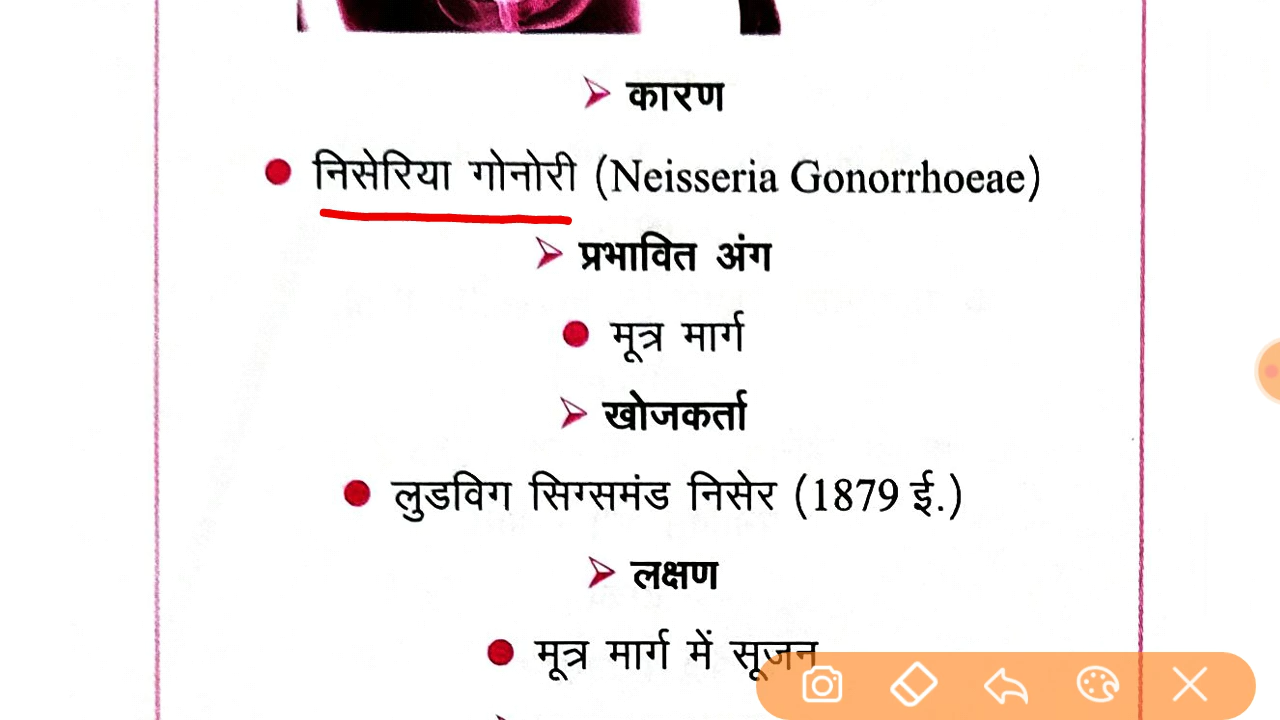 कारण
निसेरिया गोनोरी (Neisseria Gonorrhoeae)
प्रभावित अंग
मूत्र मार्ग
खोजकर्ता
लुडविग सिग्समंड निसेर (1879 ई.)
लक्षण
मूत्र मार्ग में सूजन